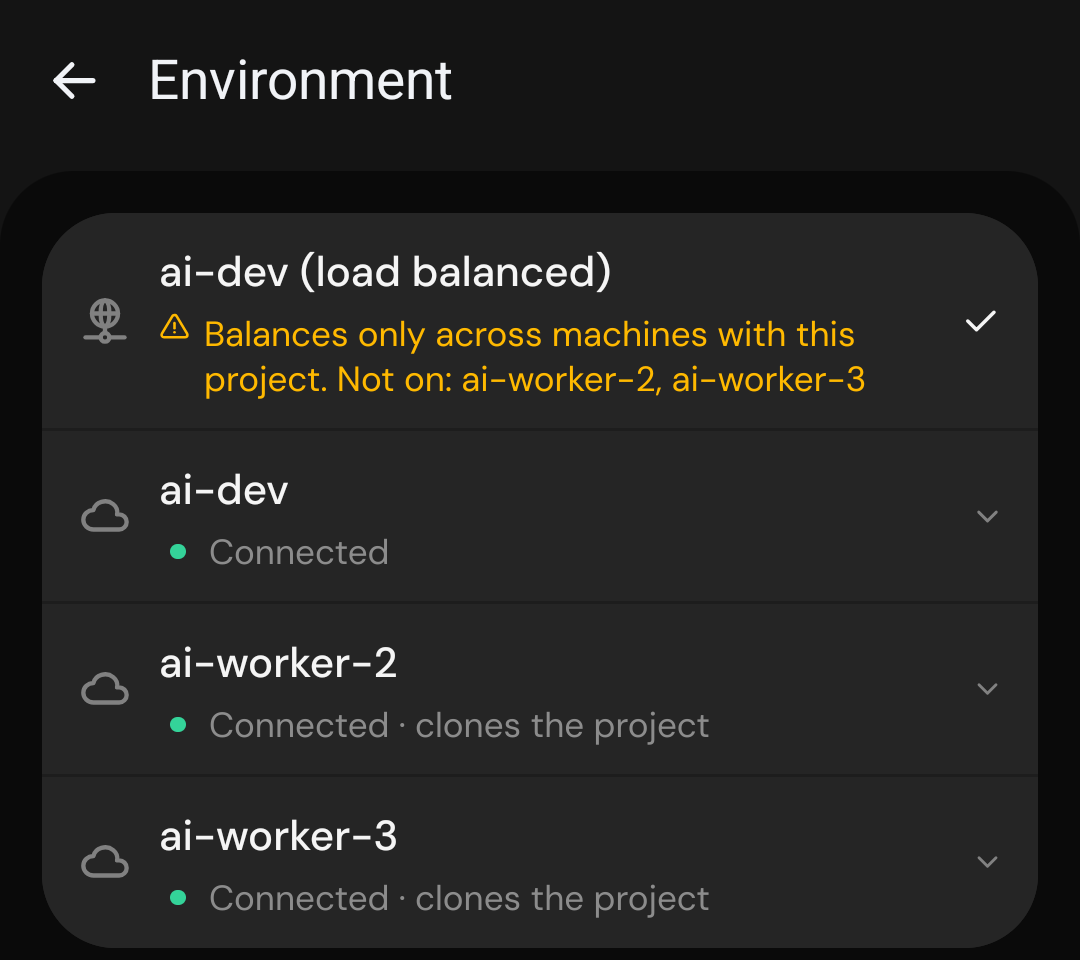 Environment
ai-dev (load balanced)
Balances only across machines with this
project. Not on: ai-worker-2, ai-worker-3
ai-dev
Connected
ai-worker-2
Connected · clones the project
ai-worker-3
Connected · clones the project